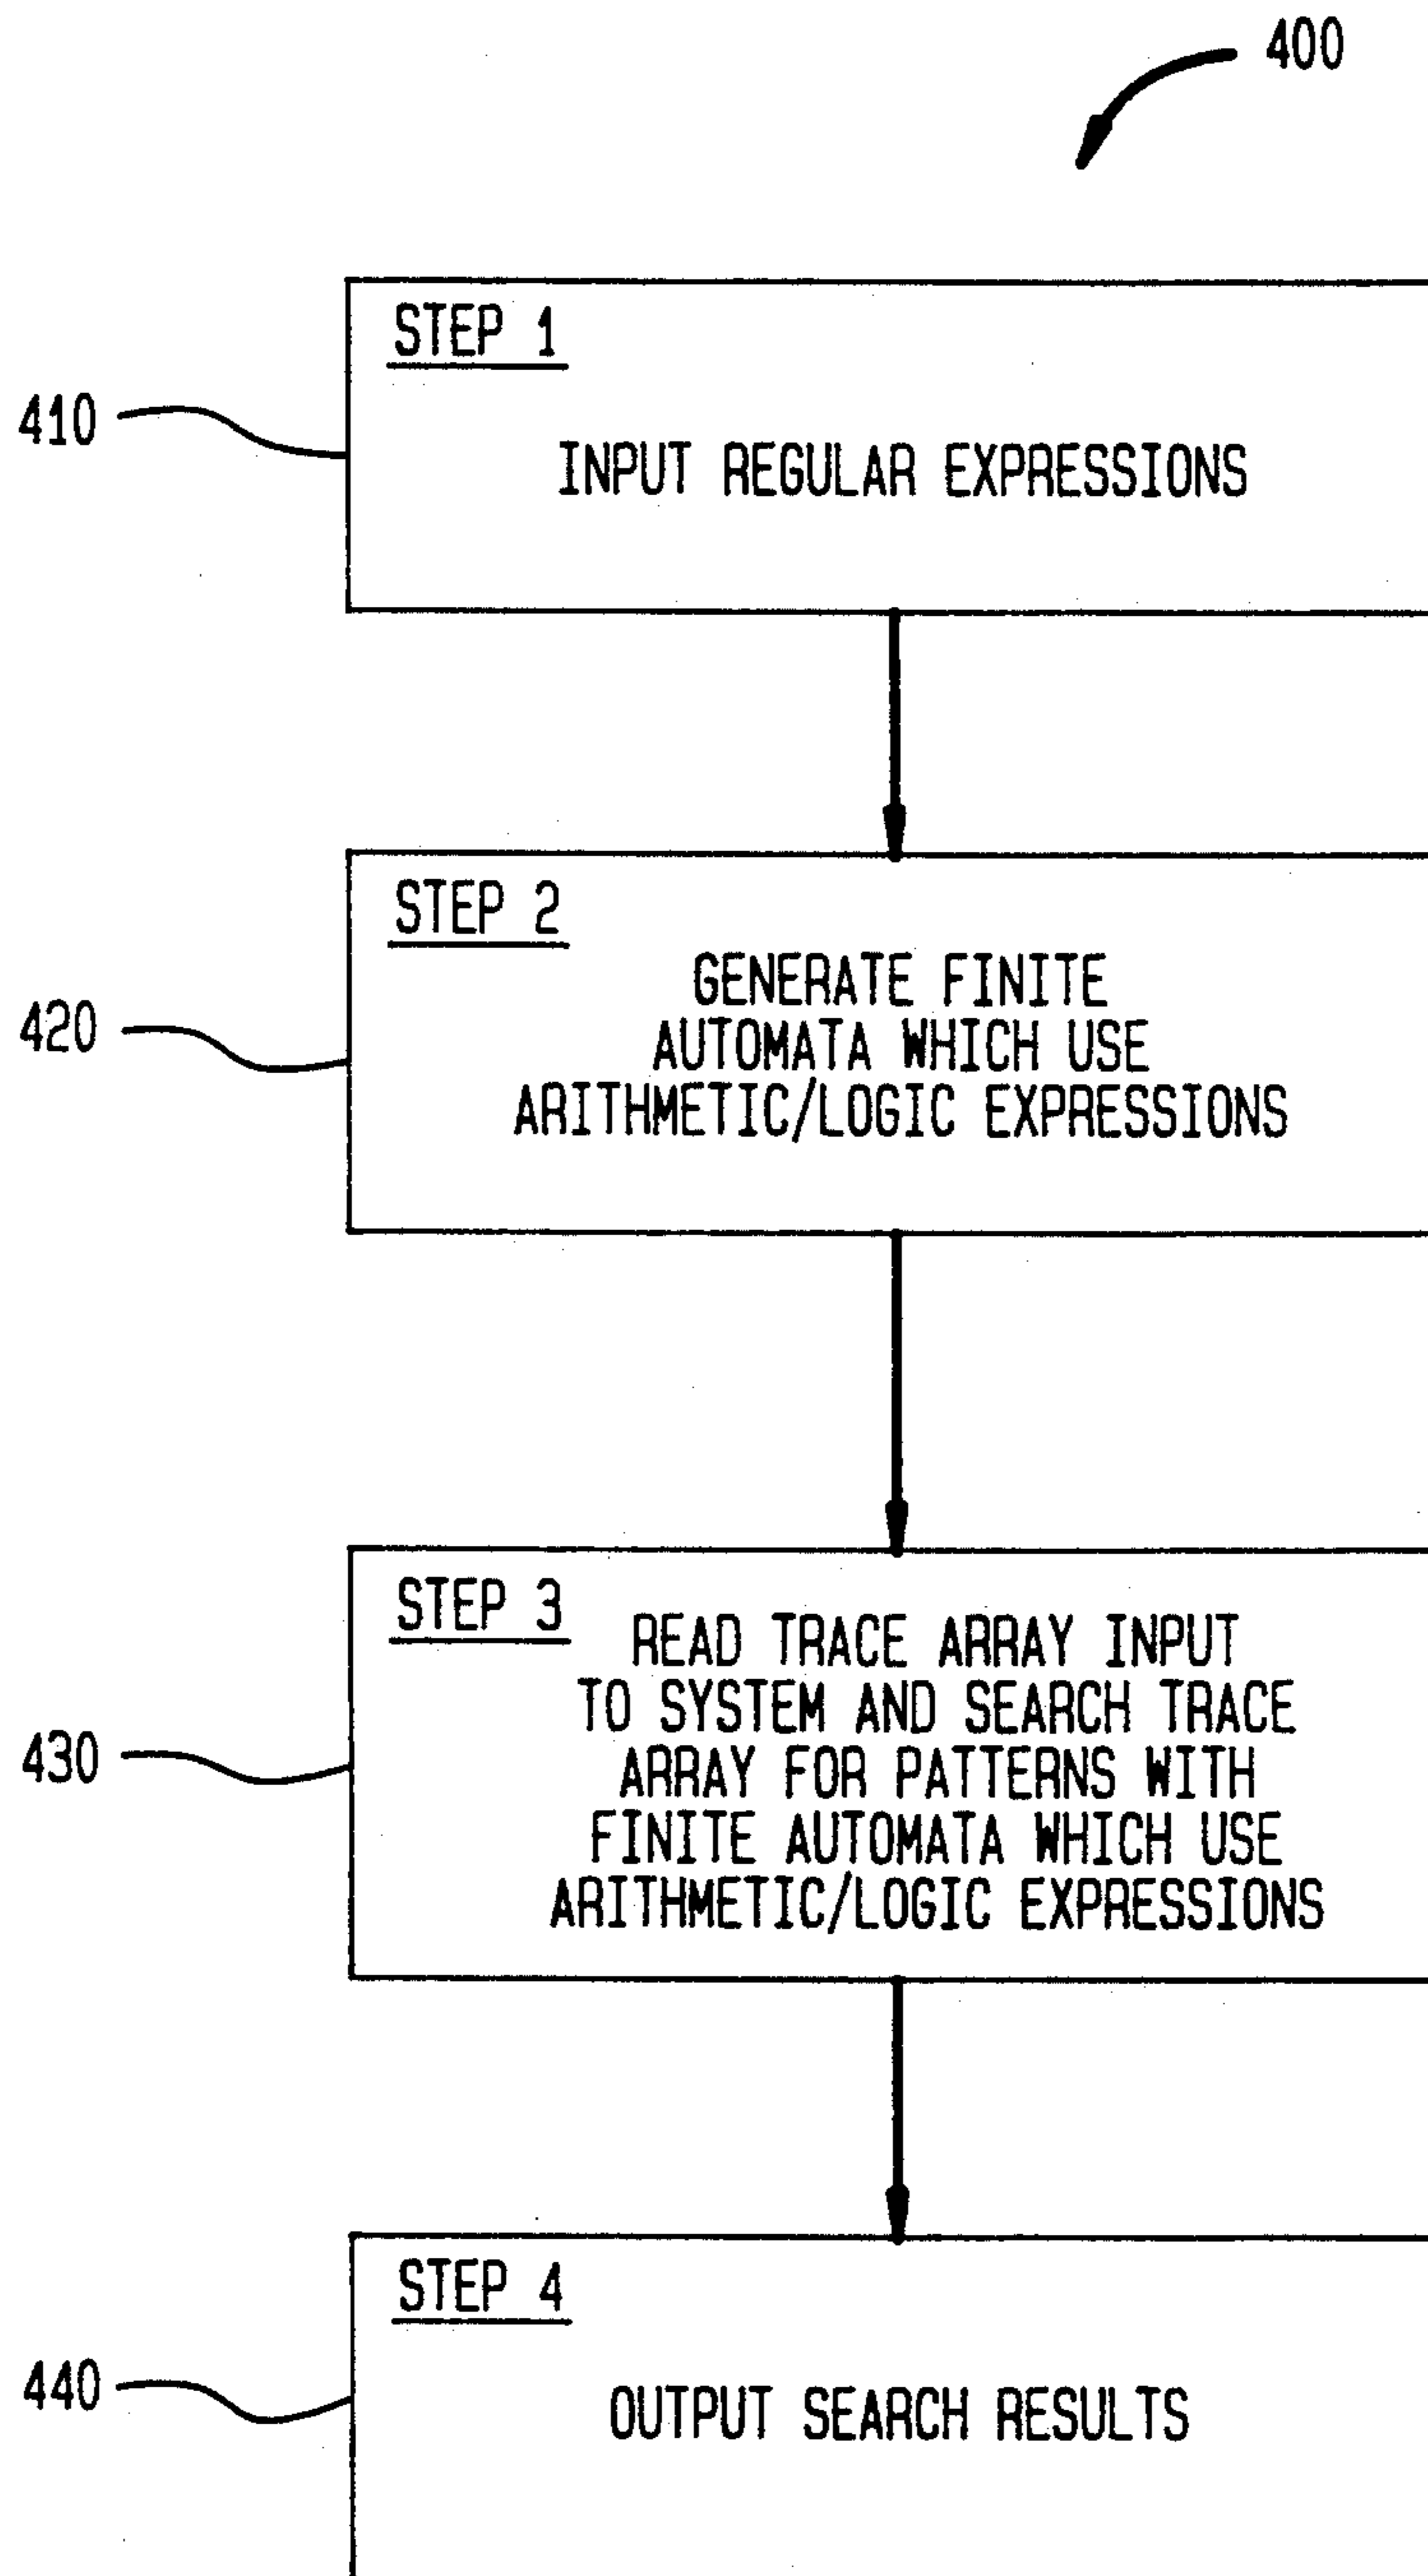 400
STEP 1
410
INPUT REGULAR EXPRESSIONS
STEP 2
GENERATE FINITE
420
AUTOMATA WHICH USE
ARITHMETIC/LOGIC EXPRESSIONS
STEP 3
READ TRACE ARRAY INPUT
TO SYSTEM AND SEARCH TRACE
430
ARRAY FOR PATTERNS WITH
FINITE AUTOMATA WHICH USE
ARITHMETIC/LOGIC EXPRESSIONS
STEP 4
440
OUTPUT SEARCH RESULTS